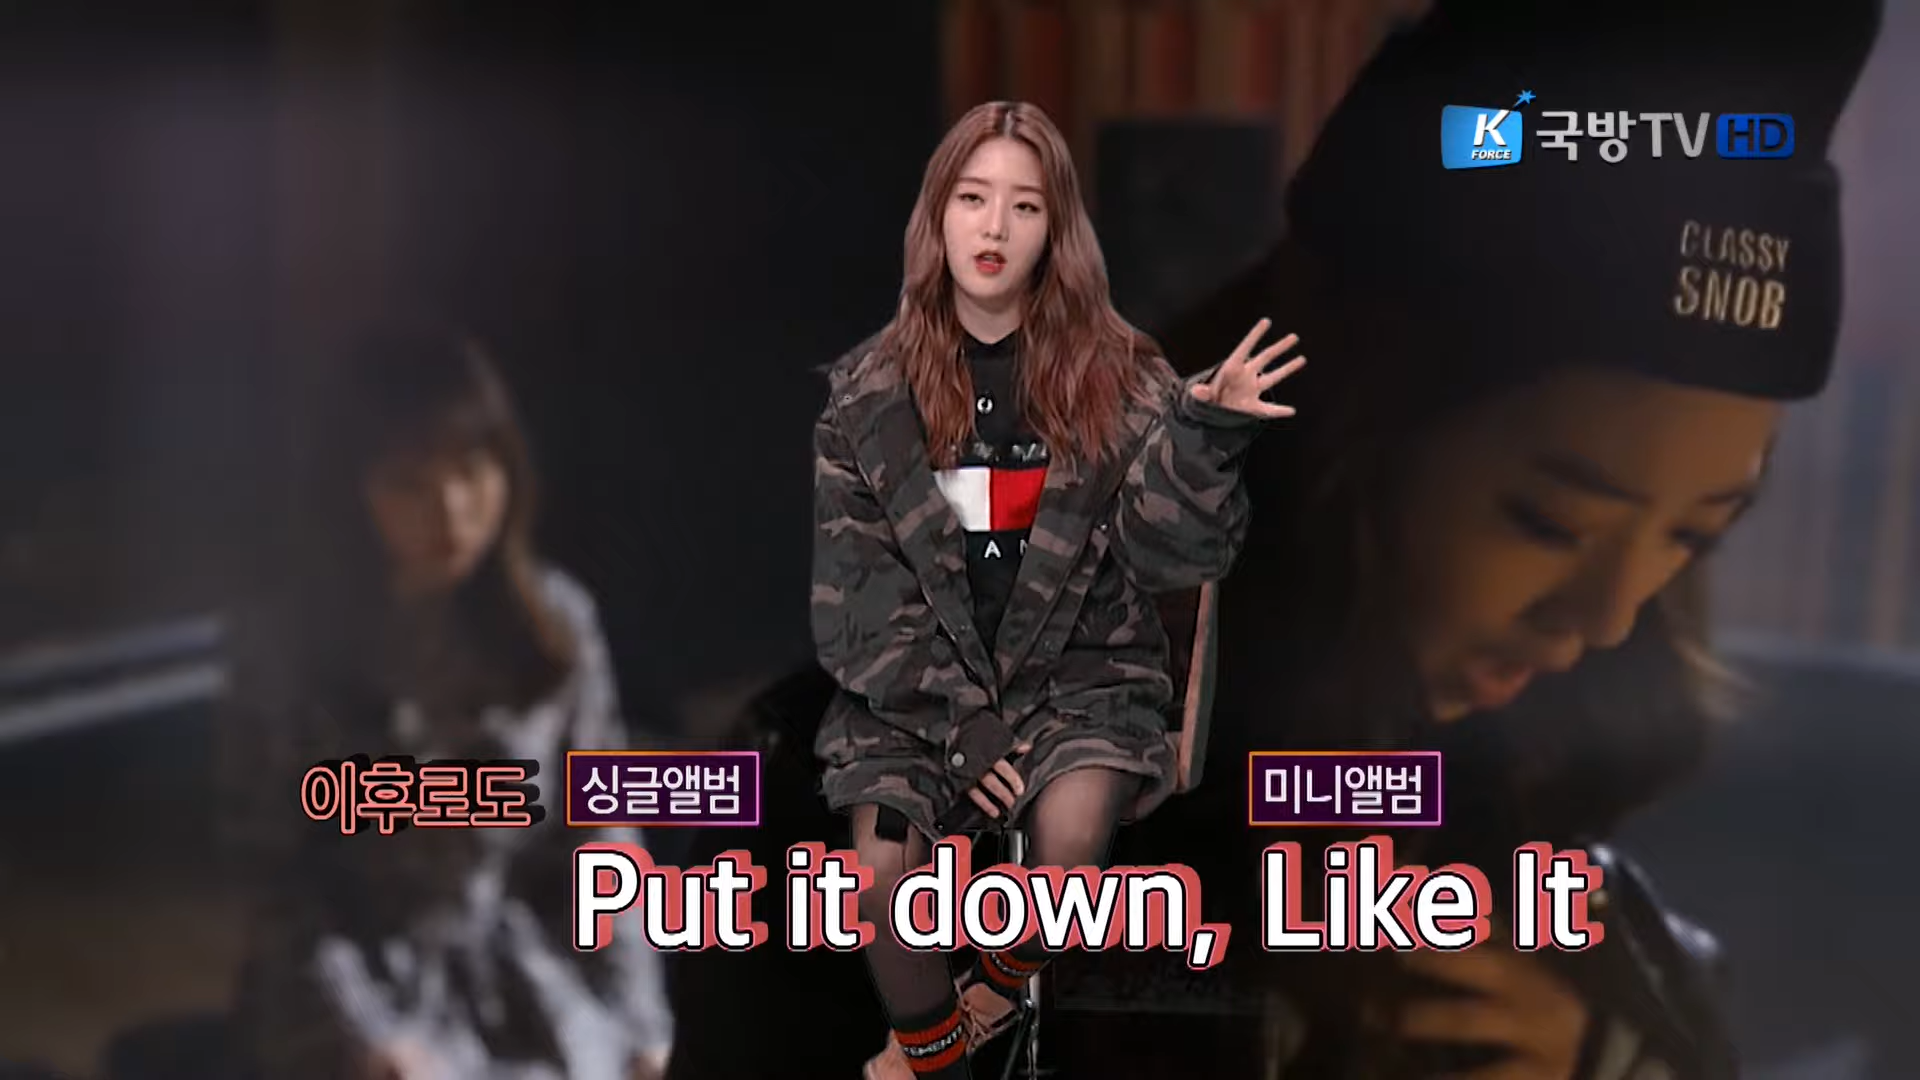 K
FORCE
국방TV HD
CLASSY
SNOB
이후로도 싱글앨범 미니앨범
Put it down, Like It